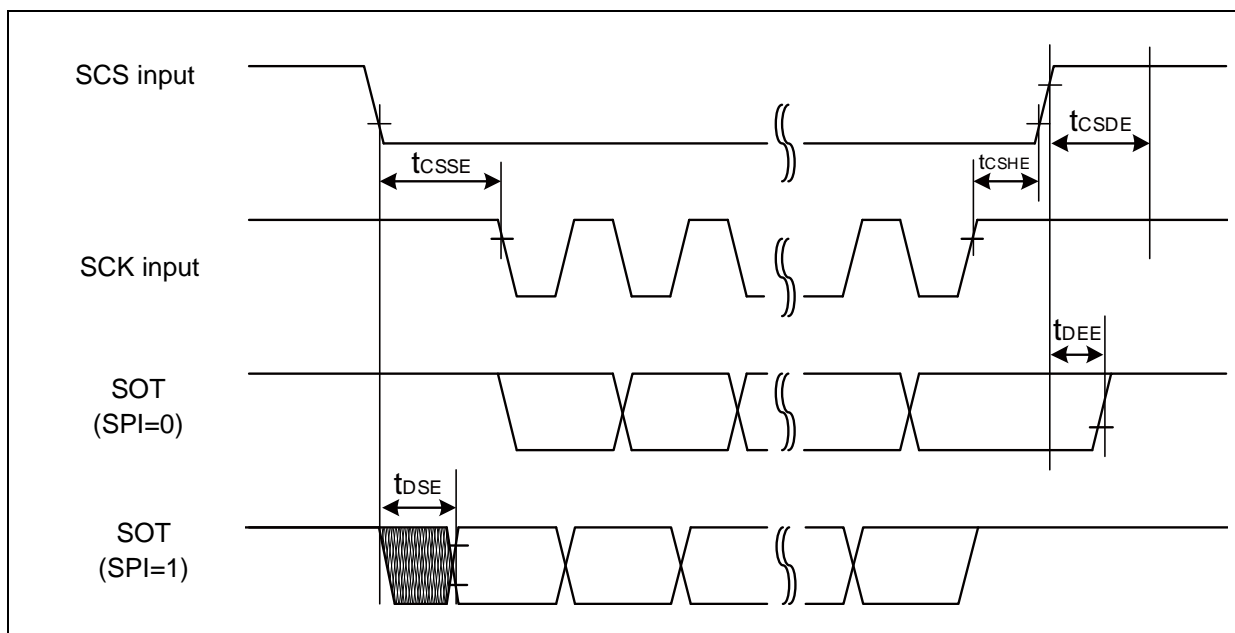 SCS input
tCSDE
tCSSE
tCSHE
SCK input
tDEE
SOT
(SPI=0)
tDSE
SOT
(SPI=1)